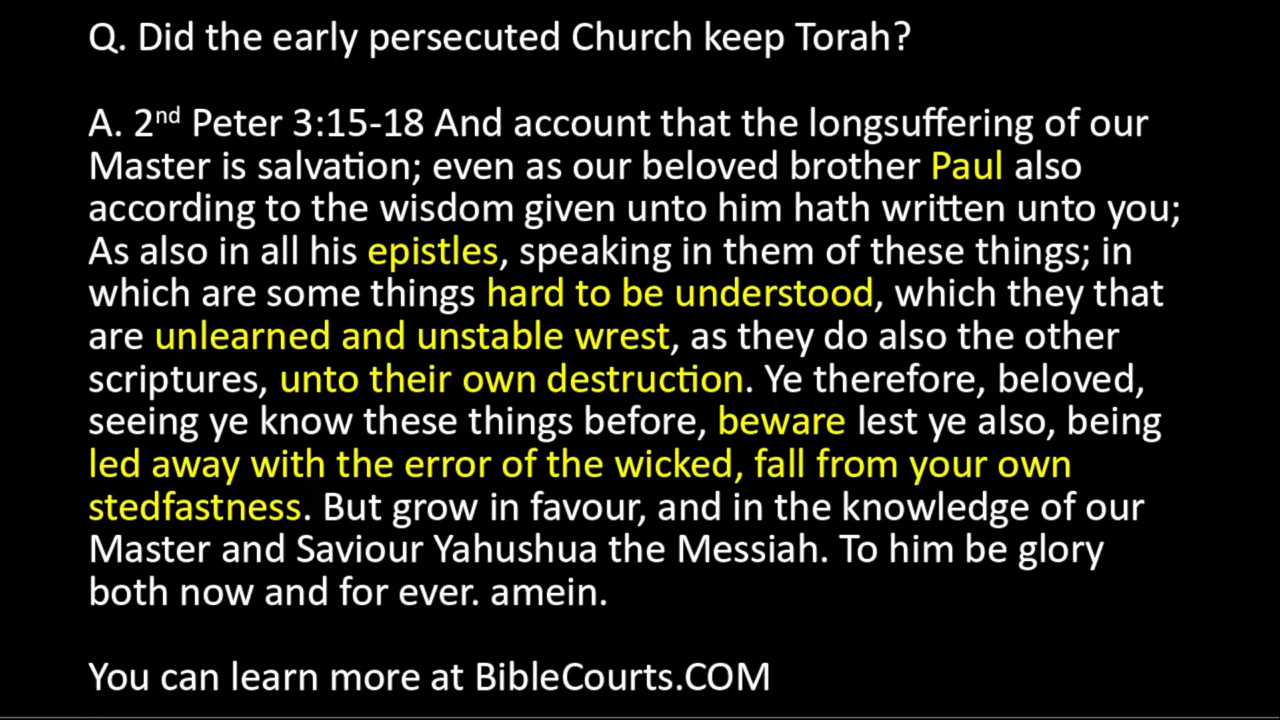 Q. Did the early persecuted Church keep Torah?
A. 2nd Peter 3:15-18 And account that the longsuffering of our
Master is salvation; even as our beloved brother Paul also
according to the wisdom given unto him hath written unto you;
As also in all his epistles, speaking in them of these things; in
which are some things hard to be understood, which they that
are unlearned and unstable wrest, as they do also the other
scriptures, unto their own destruction. Ye therefore, beloved,
seeing ye know these things before, beware lest ye also, being
led away with the error of the wicked, fall from your own
stedfastness. But grow in favour, and in the knowledge of our
Master and Saviour Yahushua the Messiah. To him be glory
both now and for ever. amein.
You can learn more at BibleCourts.COM